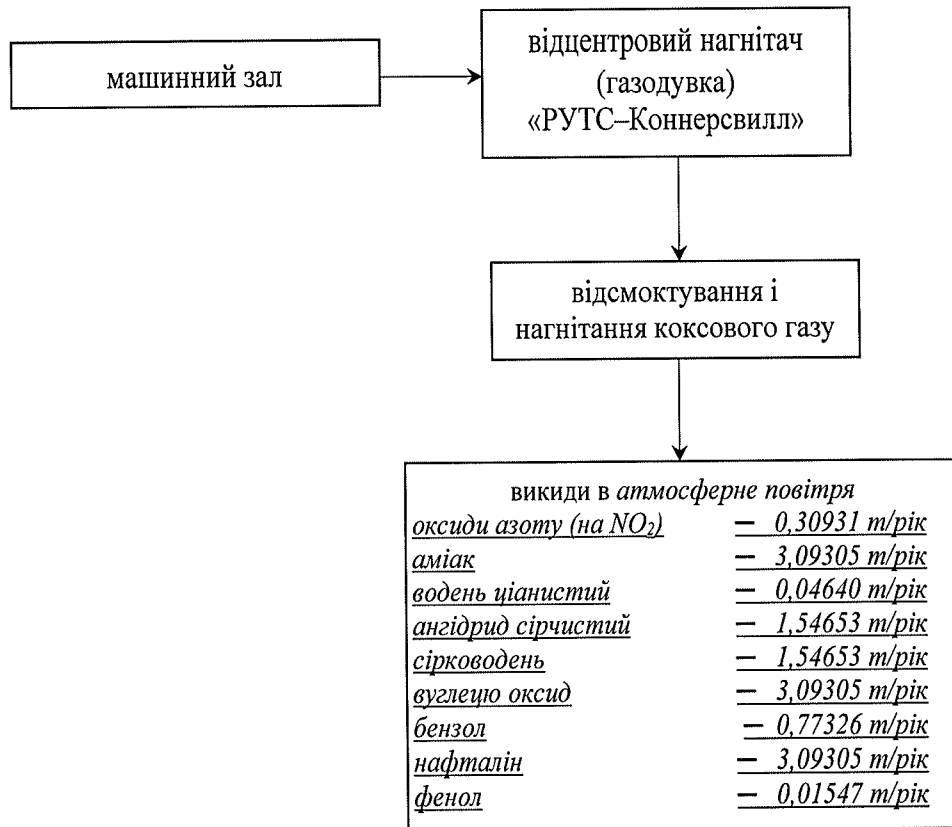 машинний зал
відцентровий нагнітач
(газодувка)
«РУТС–Коннерсвилл»
відсмоктування і
нагнітання коксового газу
викиди в атмосферне повітря
оксиди азоту (на NO₂) – 0,30931 т/рік
аміак – 3,09305 т/рік
водень ціанистий – 0,04640 т/рік
ангідрид сірчистий – 1,54653 т/рік
сірководень – 1,54653 т/рік
вуглецю оксид – 3,09305 т/рік
бензол – 0,77326 т/рік
нафталін – 3,09305 т/рік
фенол – 0,01547 т/рік